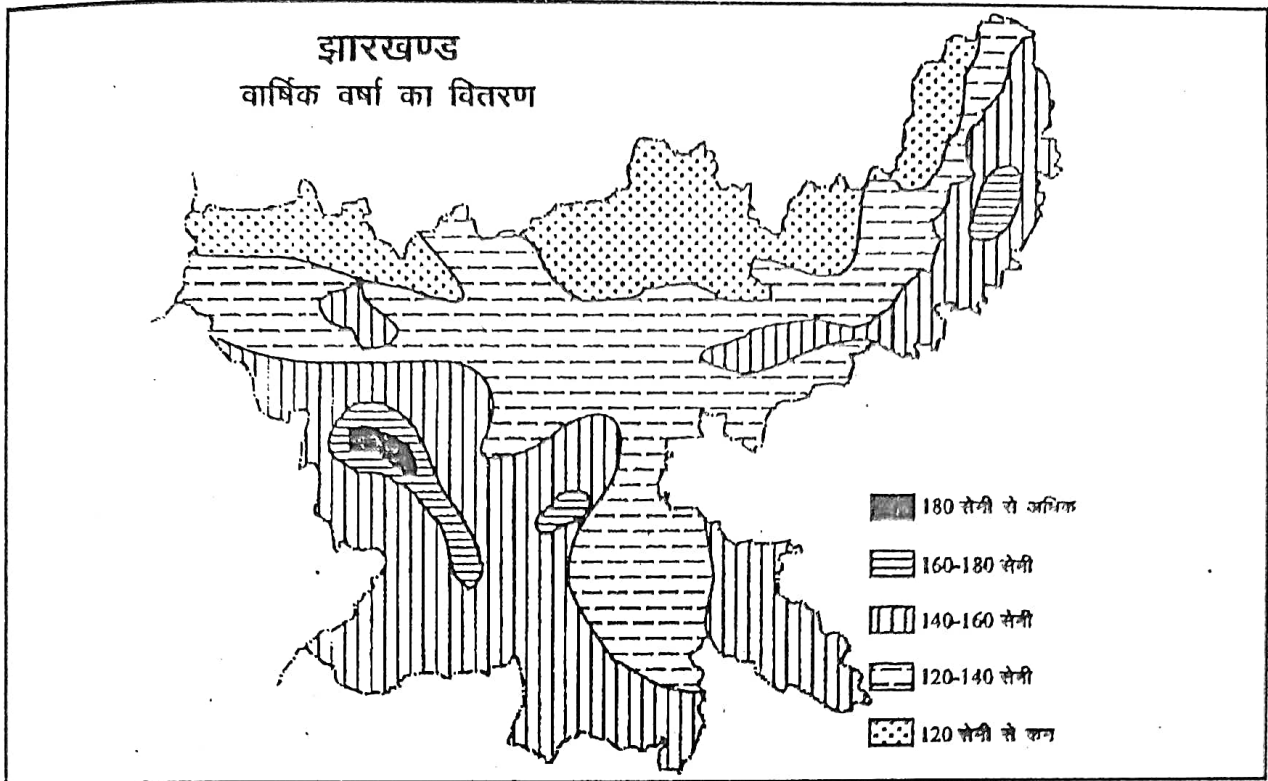 झारखण्ड
वार्षिक वर्षा का वितरण
180 सेमी से अधिक
160-180 सेमी
140-160 सेमी
120-140 सेमी
120 सेमी से कम